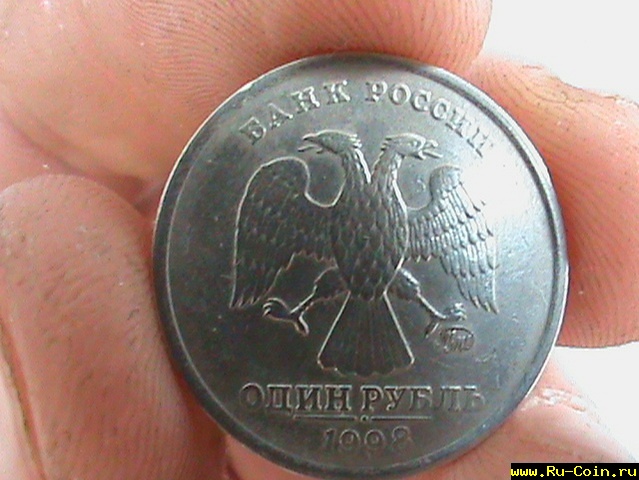 БАНК РОССИИ
ОДИН РУБЛЬ
1998
www.Ru-Coin.ru